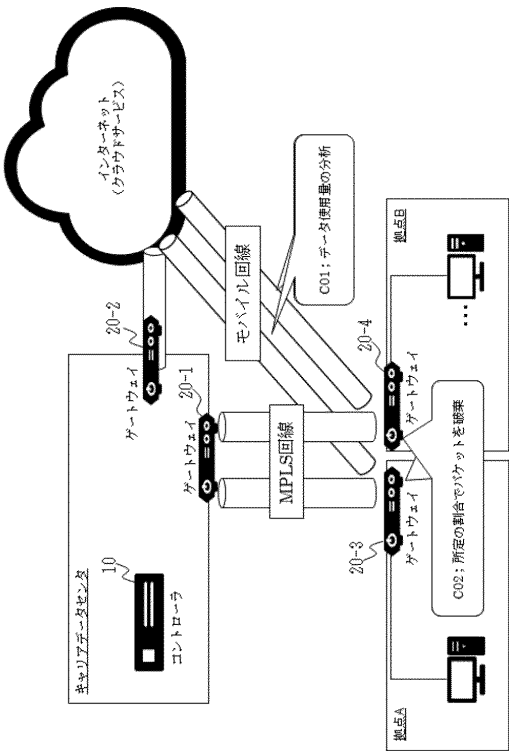 キャリアデータセンタ
10
コントローラ
ゲートウェイ
20-1
ゲートウェイ
20-2
インターネット
(クラウドサービス)
MPLS回線
モバイル回線
C01；データ使用量の分析
拠点A
20-3
ゲートウェイ
C02；所定の割合でパケットを破棄
20-4
ゲートウェイ
拠点B
...